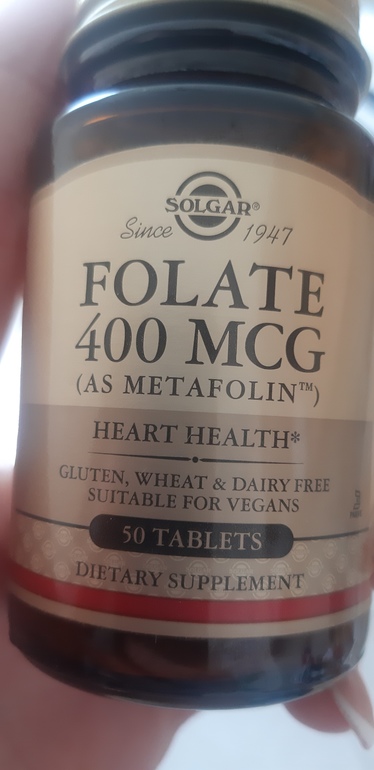 SOLGAR®
Since 1947
FOLATE
400 MCG
(AS METAFOLIN™)
HEART HEALTH*
GLUTEN, WHEAT & DAIRY FREE
SUITABLE FOR VEGANS
50 TABLETS
DIETARY SUPPLEMENT